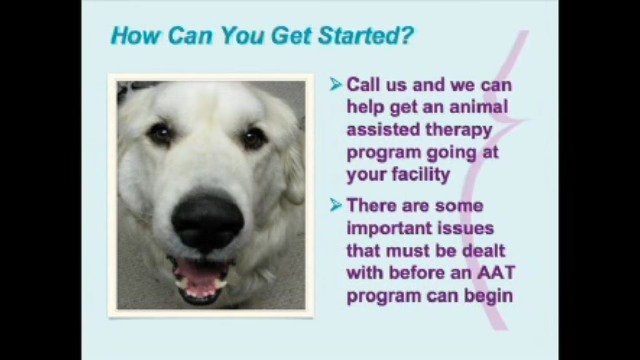 How Can You Get Started?
Call us and we can
help get an animal
assisted therapy
program going at
your facility
There are some
important issues
that must be dealt
with before an AAT
program can begin